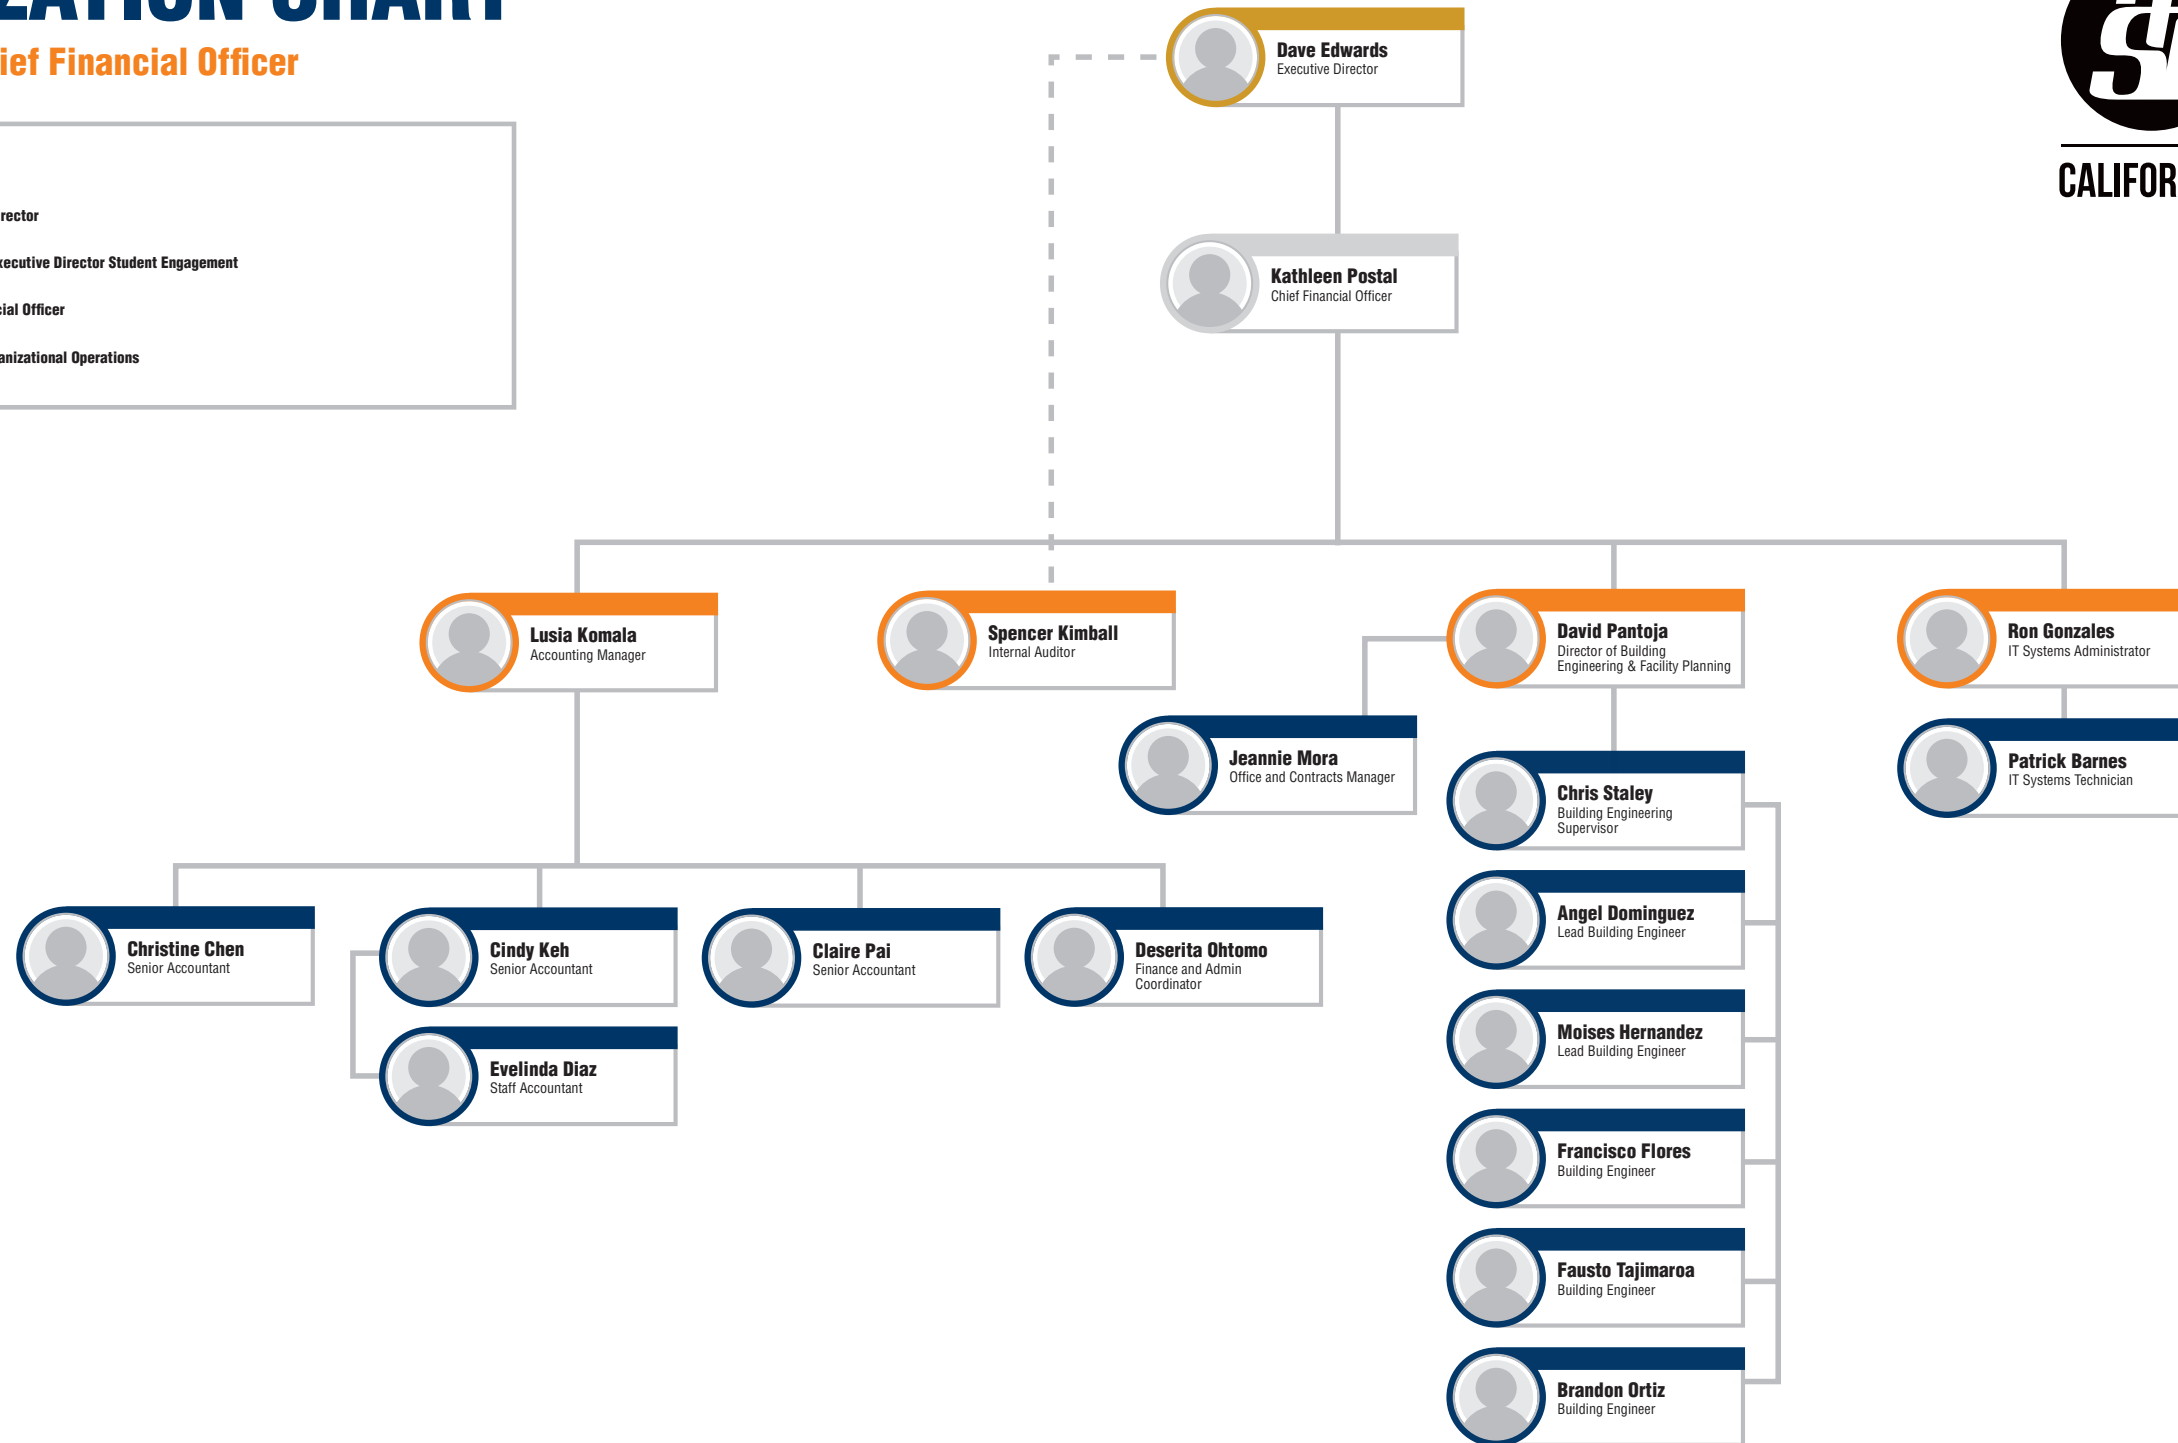 ZATION CHART
ief Financial Officer
rector
xecutive Director Student Engagement
cial Officer
anizational Operations
Dave Edwards
Executive Director
CALIFOR
Kathleen Postal
Chief Financial Officer
Lusia Komala
Accounting Manager
Spencer Kimball
Internal Auditor
David Pantoja
Director of Building
Engineering & Facility Planning
Ron Gonzales
IT Systems Administrator
Jeannie Mora
Office and Contracts Manager
Chris Staley
Building Engineering
Supervisor
Patrick Barnes
IT Systems Technician
Christine Chen
Senior Accountant
Cindy Keh
Senior Accountant
Claire Pai
Senior Accountant
Deserita Ohtomo
Finance and Admin
Coordinator
Angel Dominguez
Lead Building Engineer
Evelinda Diaz
Staff Accountant
Moises Hernandez
Lead Building Engineer
Francisco Flores
Building Engineer
Fausto Tajimaroa
Building Engineer
Brandon Ortiz
Building Engineer